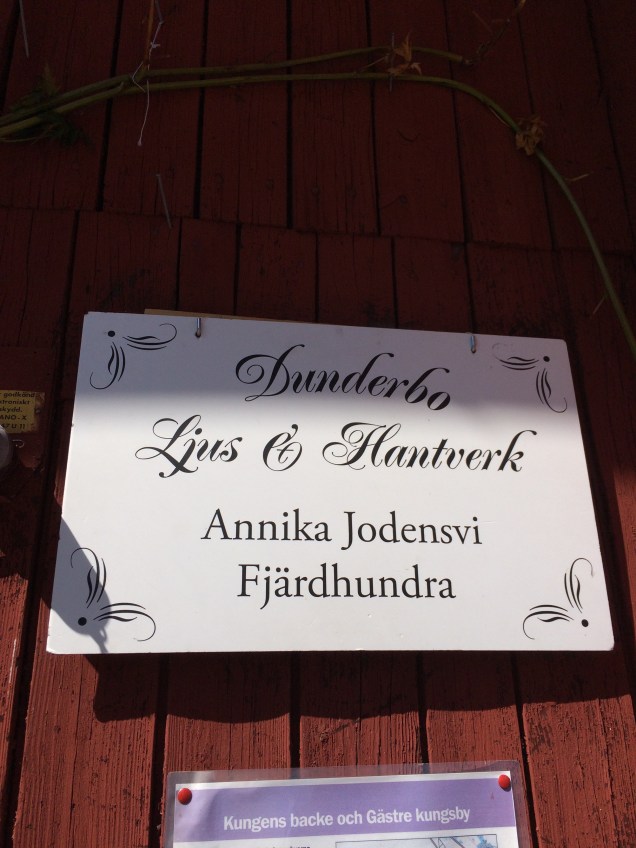 Dunderbo
Ljus & Hantverk
Annika Jodensvi
Fjärdhundra
Kungens backe och Gästre kungsby